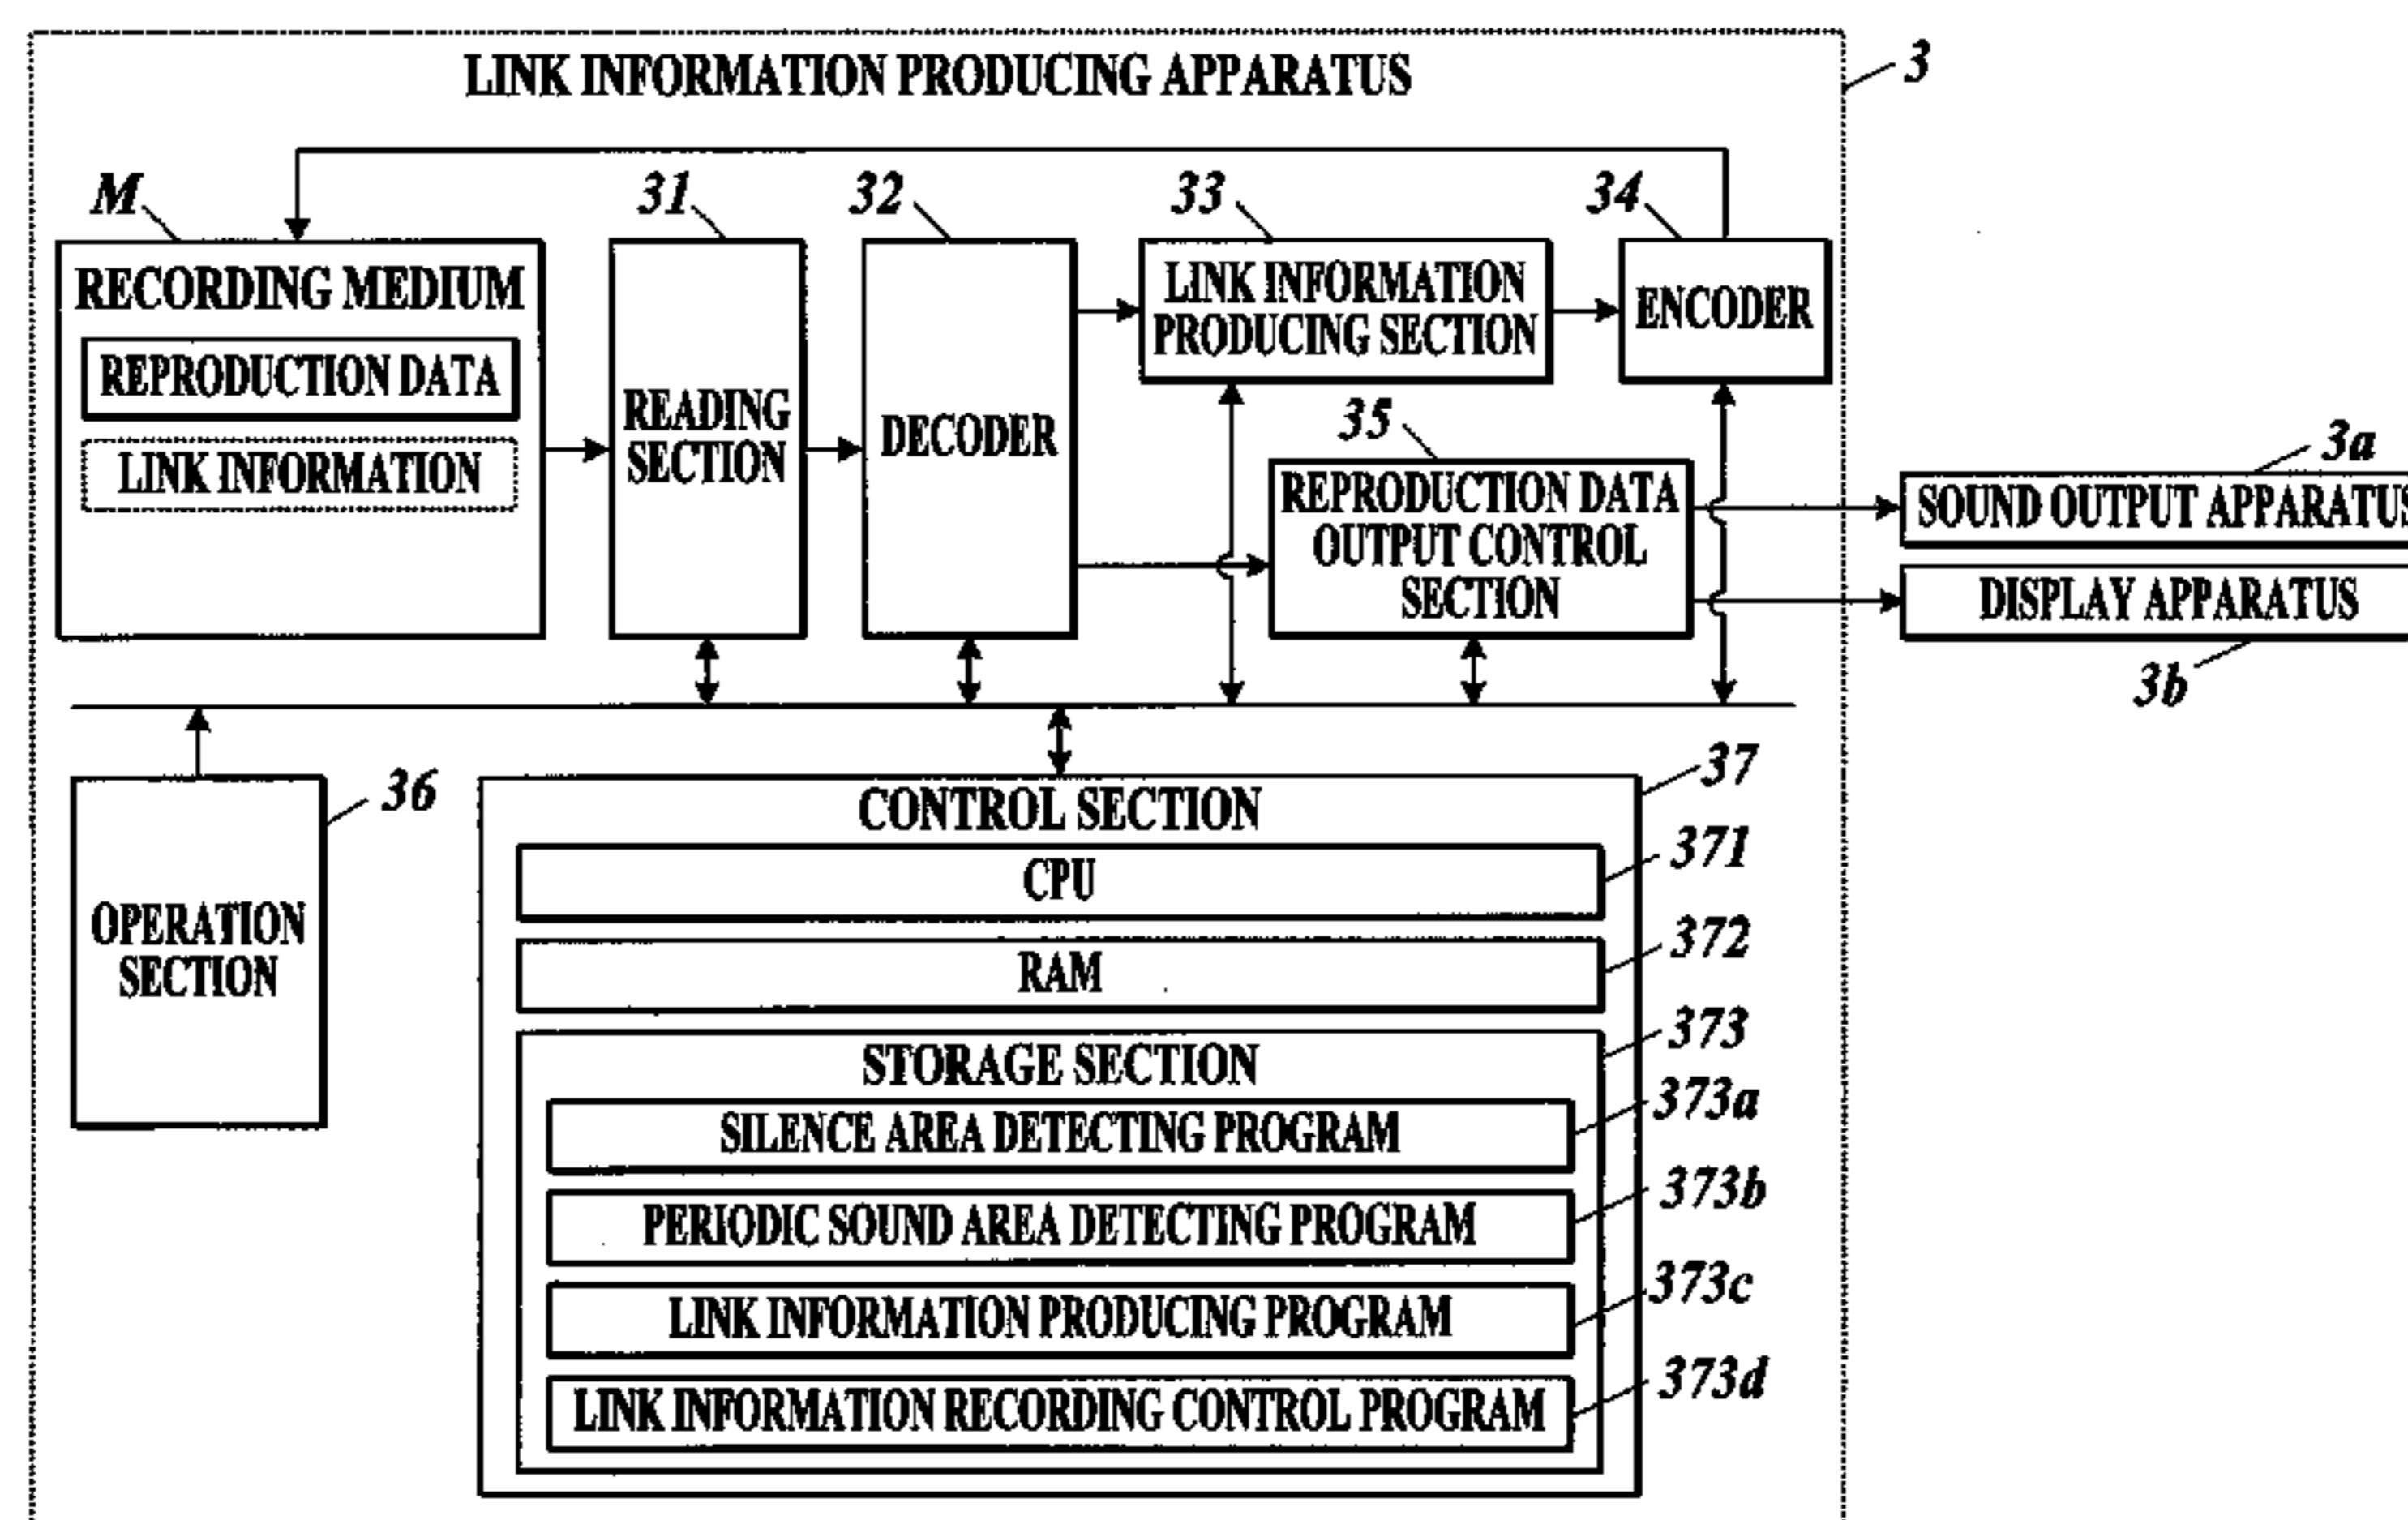 LINK INFORMATION PRODUCING APPARATUS
3
M
31
32
33
34
RECORDING MEDIUM
REPRODUCTION DATA
LINK INFORMATION
READING
SECTION
DECODER
LINK INFORMATION
PRODUCING SECTION
ENCODER
35
REPRODUCTION DATA
OUTPUT CONTROL
SECTION
3a
SOUND OUTPUT APPARATUS
DISPLAY APPARATUS
3b
OPERATION
SECTION
36
CONTROL SECTION
37
CPU
371
RAM
372
STORAGE SECTION
373
SILENCE AREA DETECTING PROGRAM
373a
PERIODIC SOUND AREA DETECTING PROGRAM
373b
LINK INFORMATION PRODUCING PROGRAM
373c
LINK INFORMATION RECORDING CONTROL PROGRAM
373d